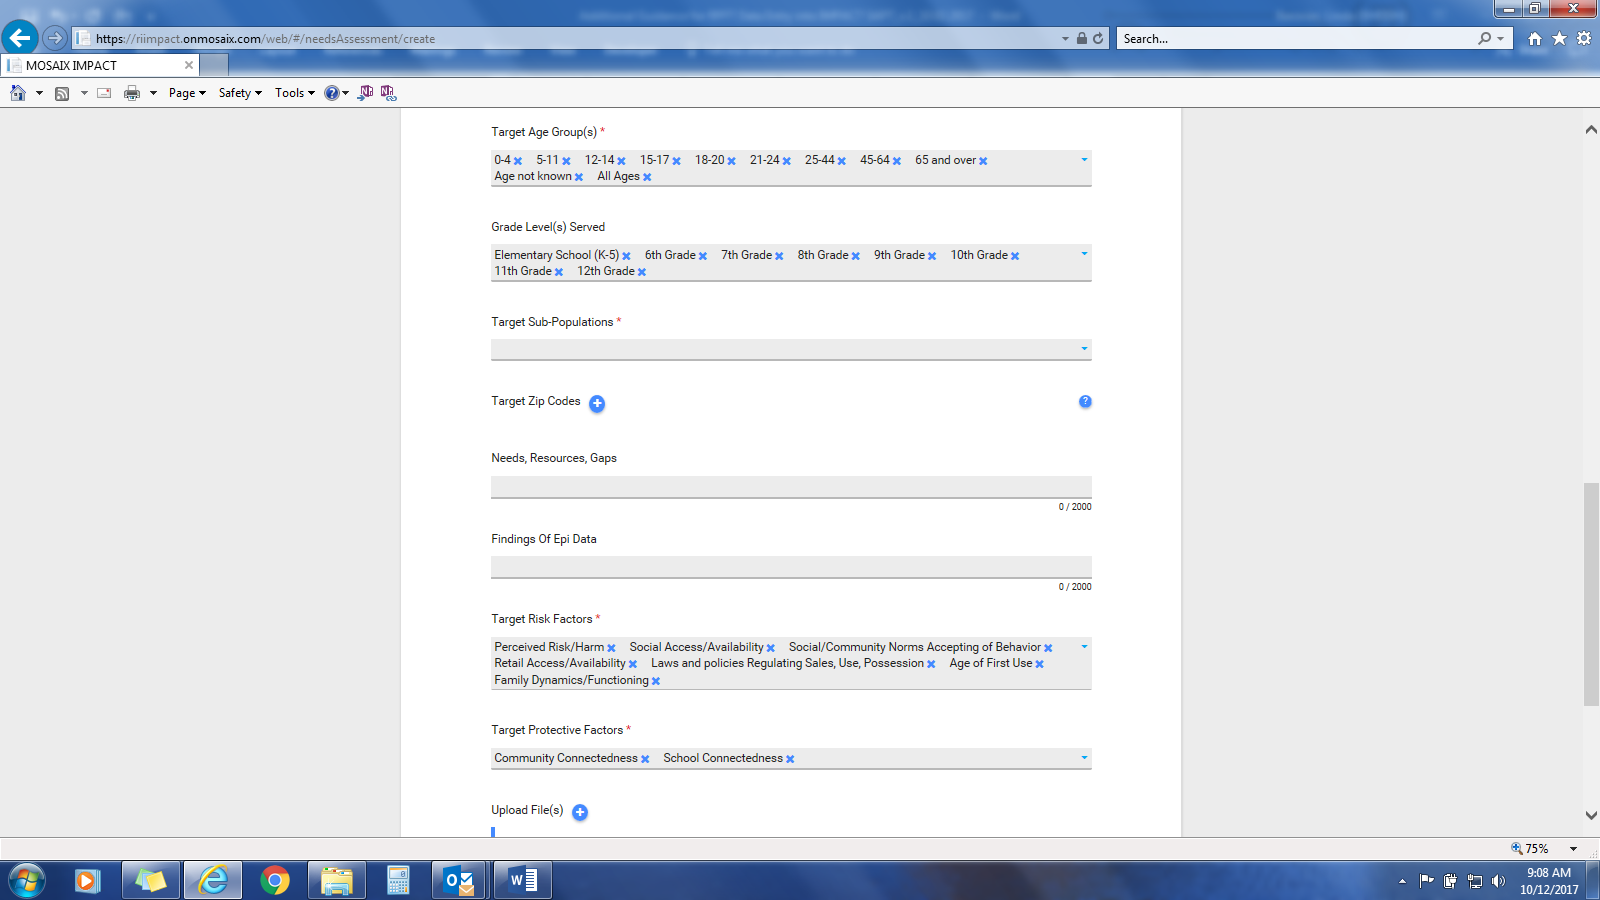 https://riimpact.onmosaix.com/web/#/needsAssessment/create
Search...
MOSAIX IMPACT
Page Safety Tools
Target Age Group(s) *
0-4 5-11 12-14 15-17 18-20 21-24 25-44 45-64 65 and over
Age not known All Ages
Grade Level(s) Served
Elementary School (K-5) 6th Grade 7th Grade 8th Grade 9th Grade 10th Grade
11th Grade 12th Grade
Target Sub-Populations *
Target Zip Codes
Needs, Resources, Gaps
0 / 2000
Findings Of Epi Data
0 / 2000
Target Risk Factors *
Perceived Risk/Harm Social Access/Availability Social/Community Norms Accepting of Behavior
Retail Access/Availability Laws and policies Regulating Sales, Use, Possession Age of First Use
Family Dynamics/Functioning
Target Protective Factors *
Community Connectedness School Connectedness
Upload File(s)
75%
9:08 AM
10/12/2017